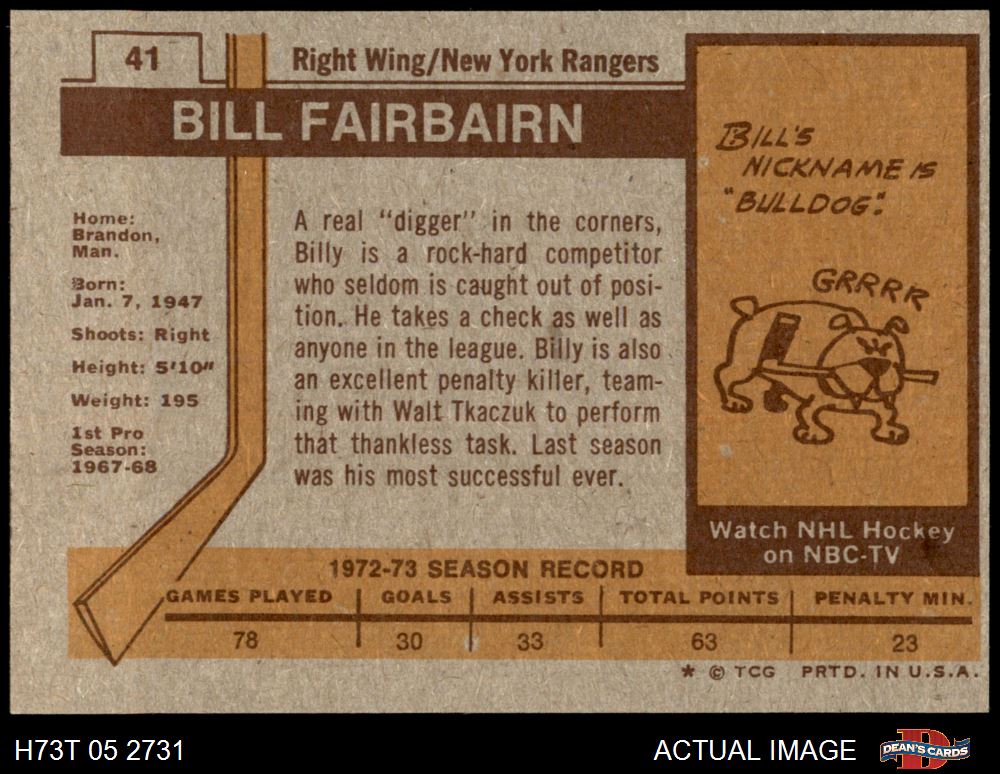 41
Right Wing/New York Rangers
BILL FAIRBAIRN
Home:
Brandon,
Man.
Born:
Jan. 7, 1947
Shoots: Right
Height: 5'10"
Weight: 195
1st Pro
Season:
1967-68
A real "digger" in the corners,
Billy is a rock-hard competitor
who seldom is caught out of posi-
tion. He takes a check as well as
anyone in the league. Billy is also
an excellent penalty killer, team-
ing with Walt Tkaczuk to perform
that thankless task. Last season
was his most successful ever.
BILL'S
NICKNAME IS
"BULLDOG".
GRRRR
Watch NHL Hockey
on NBC-TV
1972-73 SEASON RECORD
GAMES PLAYED GOALS ASSISTS TOTAL POINTS PENALTY MIN.
78 30 33 63 23
* © TCG PRTD. IN U.S.A.
H73T 05 2731 ACTUAL IMAGE DEAN'S CARDS